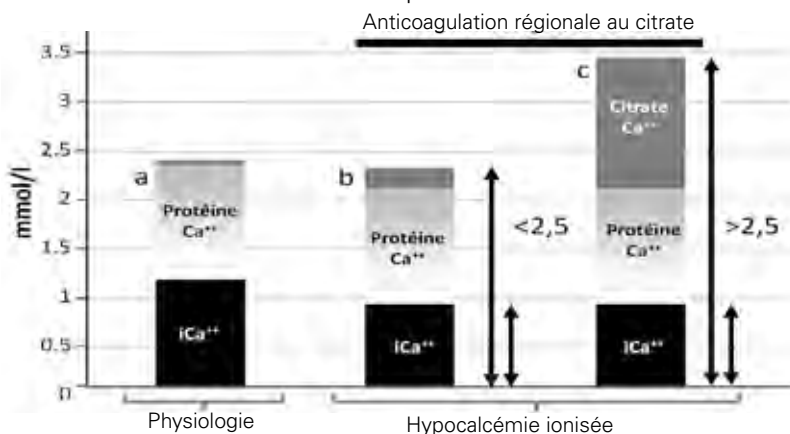 Anticoagulation régionale au citrate
mmol/l
3.5
3
2,5
2
1.5
1
0.5
0
a
Protéine
Ca⁺⁺
iCa⁺⁺
b
Protéine
Ca⁺⁺
iCa⁺⁺
<2,5
c
Citrate
Ca⁺⁺
Protéine
Ca⁺⁺
iCa⁺⁺
>2,5
Physiologie
Hypocalcémie ionisée